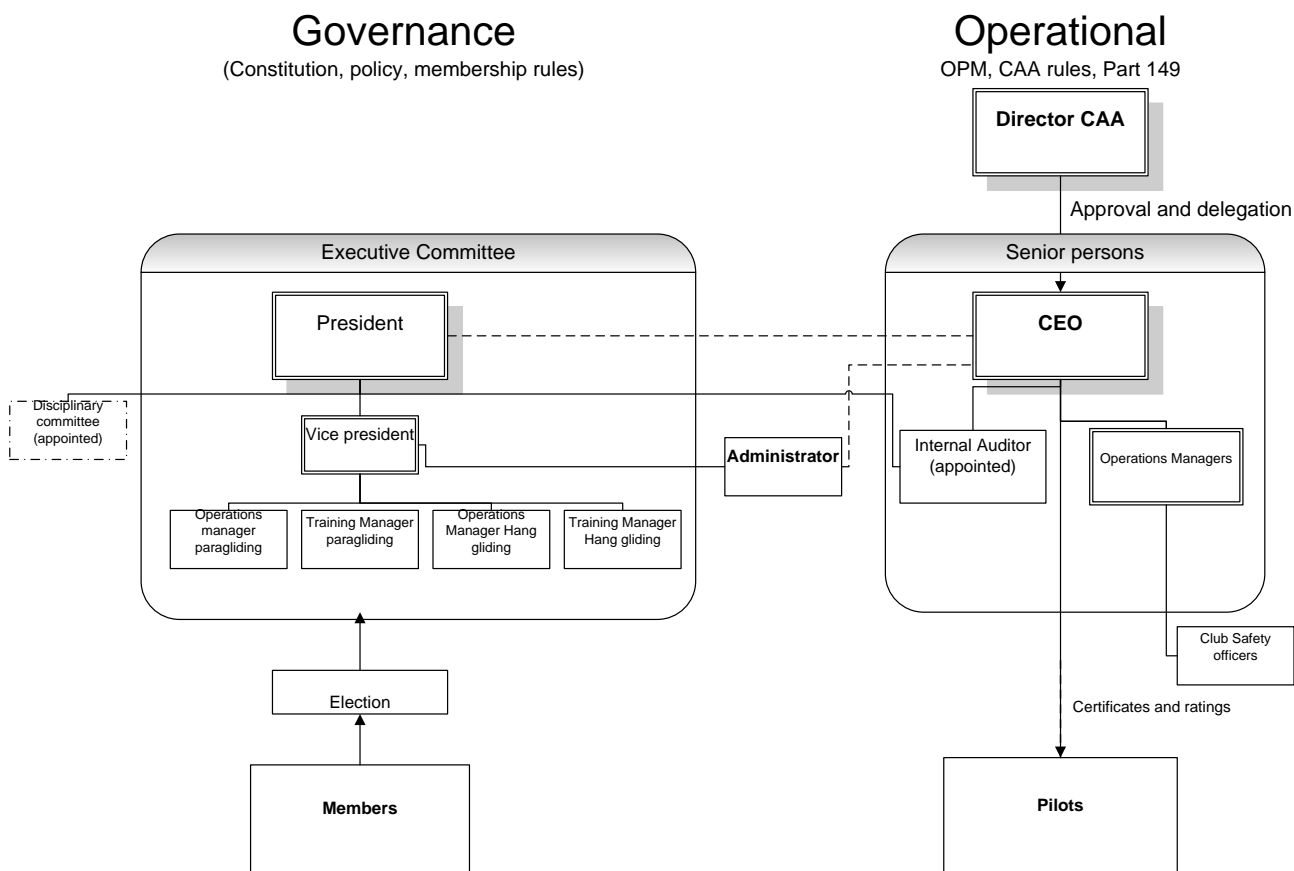 Governance
(Constitution, policy, membership rules)
Operational
OPM, CAA rules, Part 149
Director CAA
Approval and delegation
Executive Committee
Senior persons
President
CEO
Disciplinary
committee
(appointed)
Vice president
Administrator
Internal Auditor
(appointed)
Operations Managers
Operations
manager
paragliding
Training Manager
paragliding
Operations
Manager Hang
gliding
Training Manager
Hang gliding
Club Safety
officers
Election
Certificates and ratings
Members
Pilots